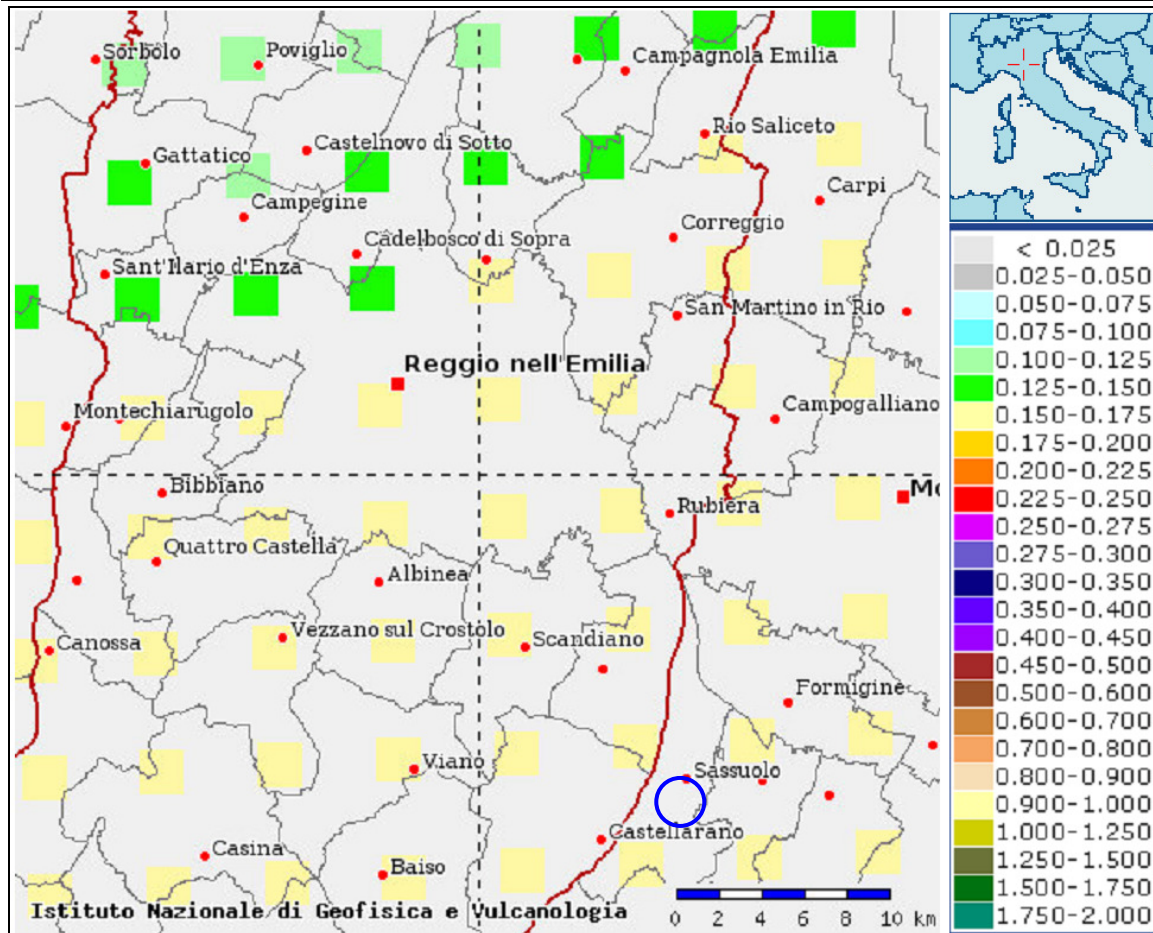 Sorbolo
Poviglio
Campagnola Emilia
Rio Saliceto
Gattatico
Castelnovo di Sotto
Carpi
Campegine
Correggio
Cadelbosco di Sopra
Sant'Ilario d'Enza
San Martino in Rio
Reggio nell'Emilia
Montechiarugolo
Campogalliano
Bibbiano
Mo
Rubiera
Quattro Castella
Albinea
Vezzano sul Crostolo
Scandiano
Canossa
Formigine
Viano
Sassuolo
Castellarano
Casina
Baiso
Istituto Nazionale di Geofisica e Vulcanologia
0 2 4 6 8 10 km
< 0.025
0.025-0.050
0.050-0.075
0.075-0.100
0.100-0.125
0.125-0.150
0.150-0.175
0.175-0.200
0.200-0.225
0.225-0.250
0.250-0.275
0.275-0.300
0.300-0.350
0.350-0.400
0.400-0.450
0.450-0.500
0.500-0.600
0.600-0.700
0.700-0.800
0.800-0.900
0.900-1.000
1.000-1.250
1.250-1.500
1.500-1.750
1.750-2.000